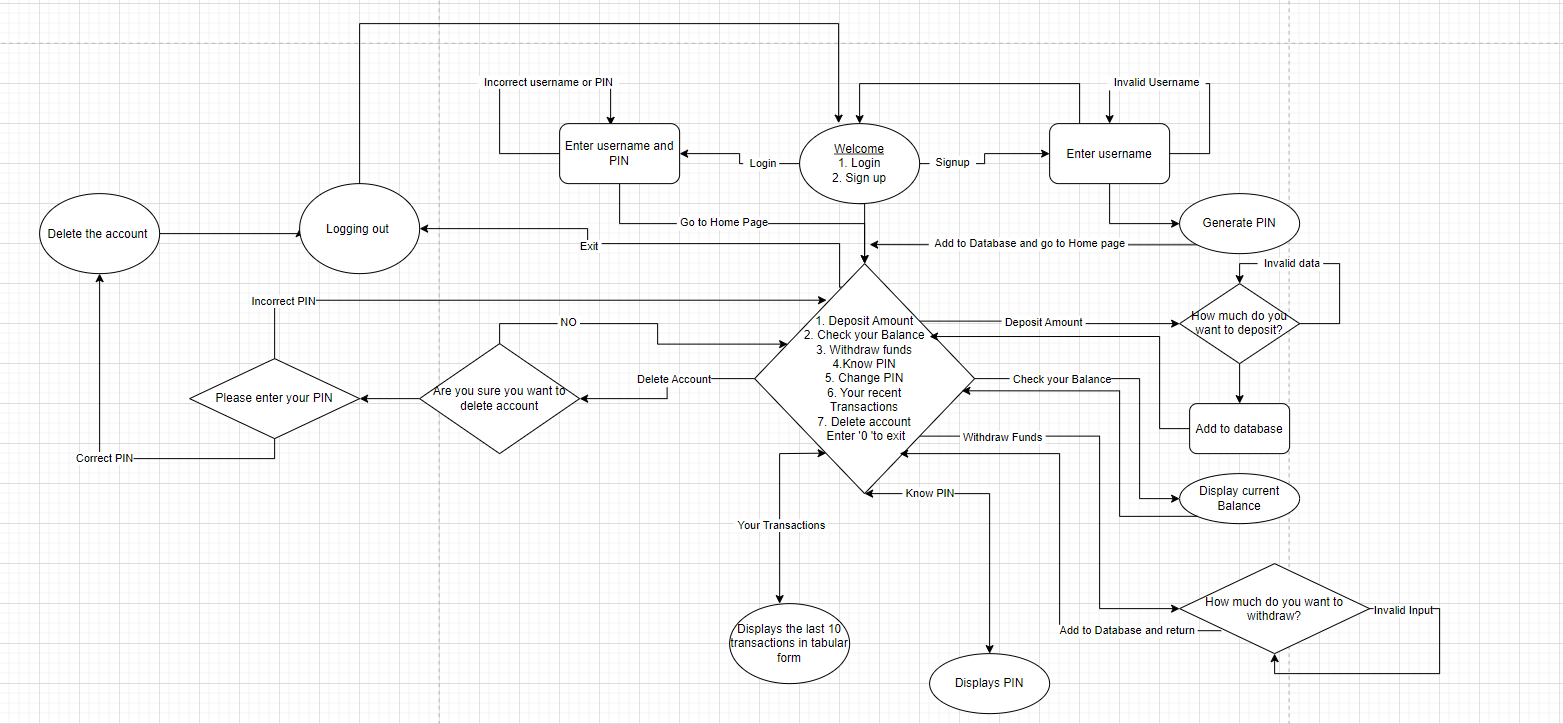 Incorrect username or PIN
Invalid Username
Enter username and
PIN
Login
Welcome
1. Login
2. Sign up
Signup
Enter username
Delete the account
Logging out
Go to Home Page
Generate PIN
Exit
Add to Database and go to Home page
Invalid data
Incorrect PIN
NO
1. Deposit Amount
2. Check your Balance
3. Withdraw funds
4.Know PIN
5. Change PIN
6. Your recent
Transactions
7. Delete account
Enter '0 'to exit
Deposit Amount
How much do you
want to deposit?
Please enter your PIN
Are you sure you want to
delete account
Delete Account
Check your Balance
Add to database
Correct PIN
Withdraw Funds
Display current
Balance
Know PIN
Your Transactions
How much do you want to
withdraw?
Invalid Input
Add to Database and return
Displays the last 10
transactions in tabular
form
Displays PIN